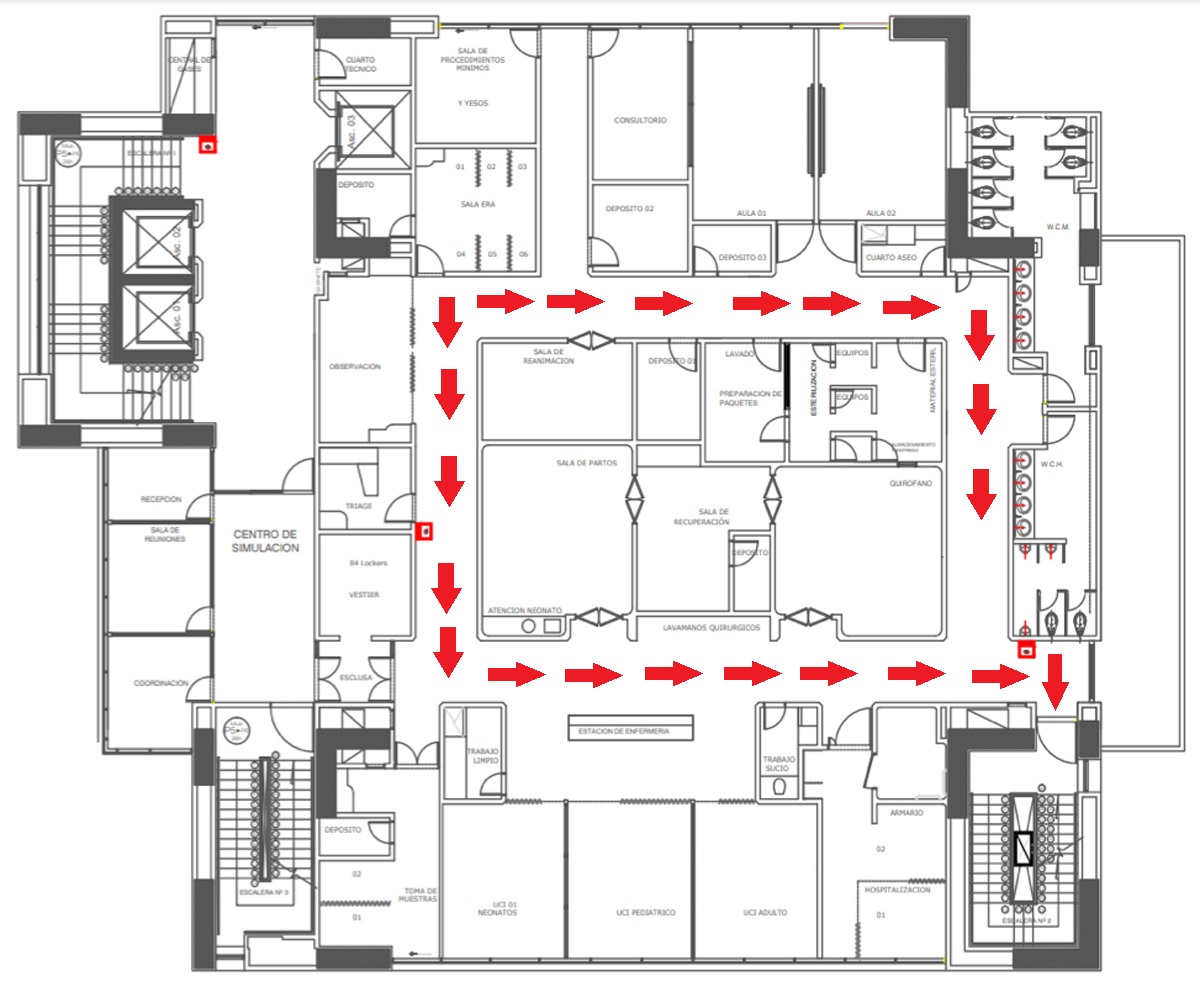 CENTRAL DE
GASES
CUARTO
TECNICO
SALA DE
PROCEDIMIENTOS
MINIMOS
Y YESOS
CONSULTORIO
AULA 01
AULA 02
W.C.M.
ESCALERA Nº 1
Asc. 03
Asc. 02
Asc. 01
DEPOSITO
01
02
03
SALA ERA
04
05
06
DEPOSITO 02
DEPOSITO 03
CUARTO ASEO
GABINETE
OBSERVACION
SALA DE
REANIMACION
DEPOSITO 01
LAVADO
PREPARACION DE
PAQUETES
ESTERILIZACION
EQUIPOS
EQUIPOS
MATERIAL ESTERIL
ALMACENAMIENTO
W.C.H.
SALA DE PARTOS
QUIROFANO
SALA DE
RECUPERACIÓN
DEPOSITO
ATENCION NEONATO
LAVAMANOS QUIRURGICOS
RECEPCION
SALA DE
REUNIONES
CENTRO DE
SIMULACION
TRIAGE
84 Lockers
VESTIER
COORDINACION
ESCLUSA
ESTACION DE ENFERMERIA
TRABAJO
LIMPIO
TRABAJO
SUCIO
DEPOSITO
02
01
TOMA DE
MUESTRAS
ESCALERA Nº 3
UCI 01
NEONATOS
UCI PEDIATRICO
UCI ADULTO
ARMARIO
02
HOSPITALIZACION
01
ESCALERA Nº 2